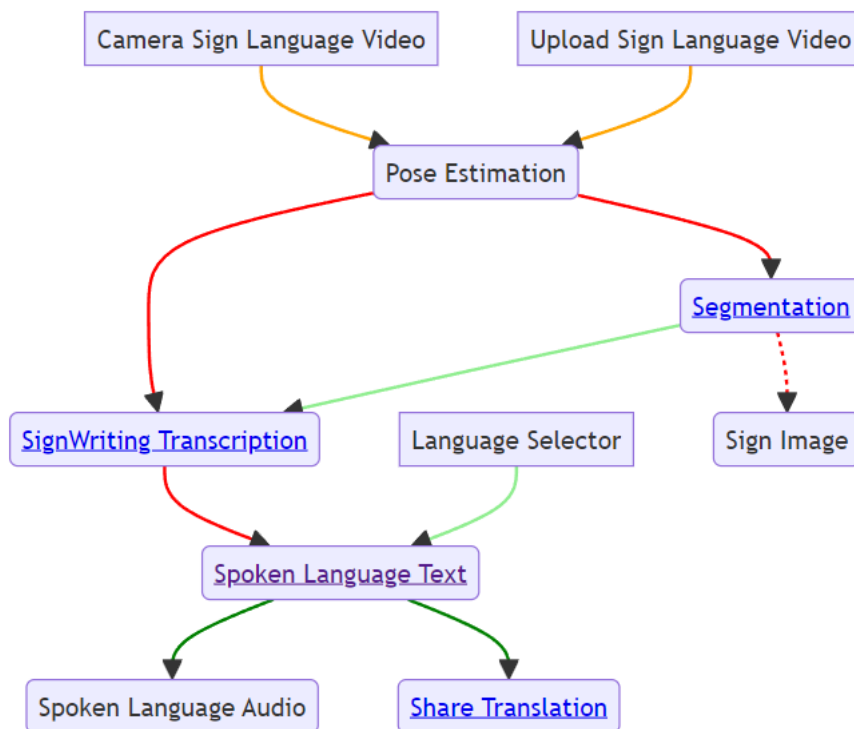 Camera Sign Language Video
Upload Sign Language Video
Pose Estimation
Segmentation
SignWriting Transcription
Language Selector
Sign Image
Spoken Language Text
Spoken Language Audio
Share Translation